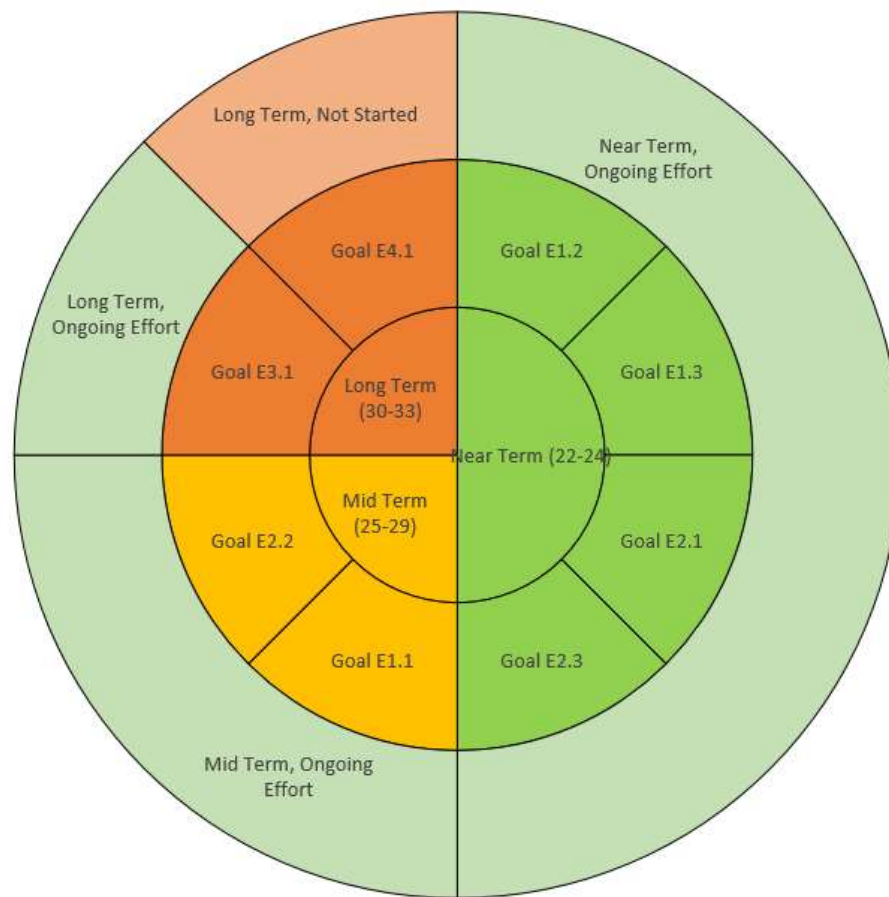 Long Term, Not Started
Near Term,
Ongoing Effort
Goal E4.1
Goal E1.2
Long Term,
Ongoing Effort
Goal E3.1
Goal E1.3
Long Term
(30-33)
Near Term (22-24)
Mid Term
(25-29)
Goal E2.2
Goal E2.1
Goal E1.1
Goal E2.3
Mid Term, Ongoing
Effort